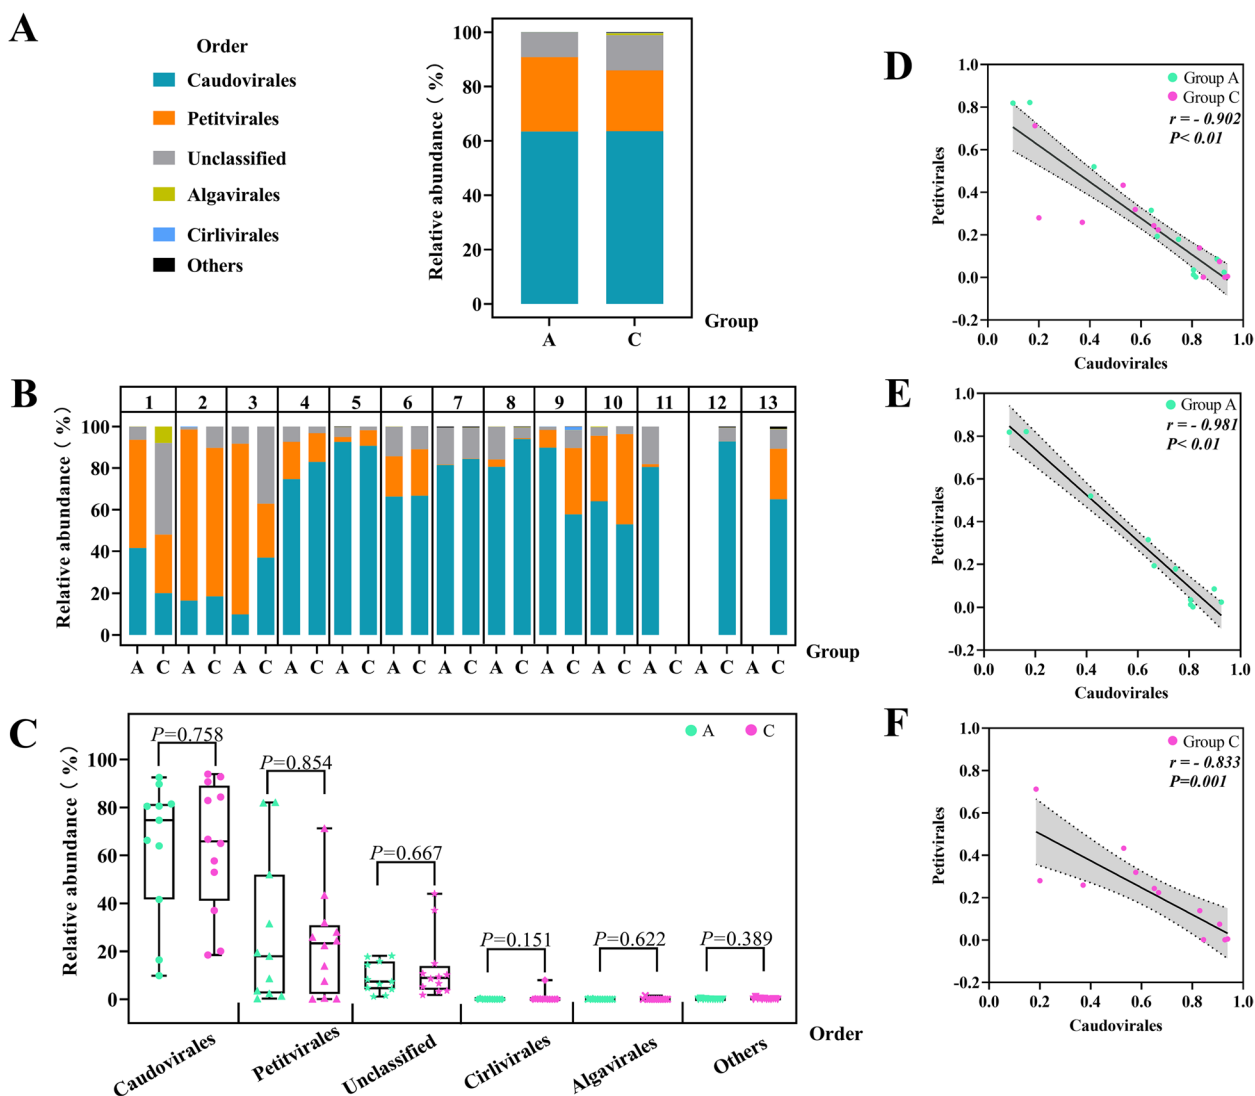 A
Order
Caudovirales
Petitvirales
Unclassified
Algavirales
Cirlivirales
Others
Relative abundance ( %)
100
80
60
40
20
0
A C
Group
B
Relative abundance ( %)
1 2 3 4 5 6 7 8 9 10 11 12 13
100
80
60
40
20
0
A C A C A C A C A C A C A C A C A C A C A C A C A C
Group
C
Relative abundance ( %)
A C
P=0.758
P=0.854
P=0.667
P=0.151
P=0.622
P=0.389
100
80
60
40
20
0
Caudovirales
Petitvirales
Unclassified
Cirlivirales
Algavirales
Others
Order
D
Petitvirales
Group A
Group C
r = - 0.902
P< 0.01
1.0
0.8
0.6
0.4
0.2
0.0
-0.2
0.0 0.2 0.4 0.6 0.8 1.0
Caudovirales
E
Petitvirales
Group A
r = - 0.981
P< 0.01
1.0
0.8
0.6
0.4
0.2
0.0
-0.2
0.0 0.2 0.4 0.6 0.8 1.0
Caudovirales
F
Petitvirales
Group C
r = - 0.833
P=0.001
1.0
0.8
0.6
0.4
0.2
0.0
-0.2
0.0 0.2 0.4 0.6 0.8 1.0
Caudovirales